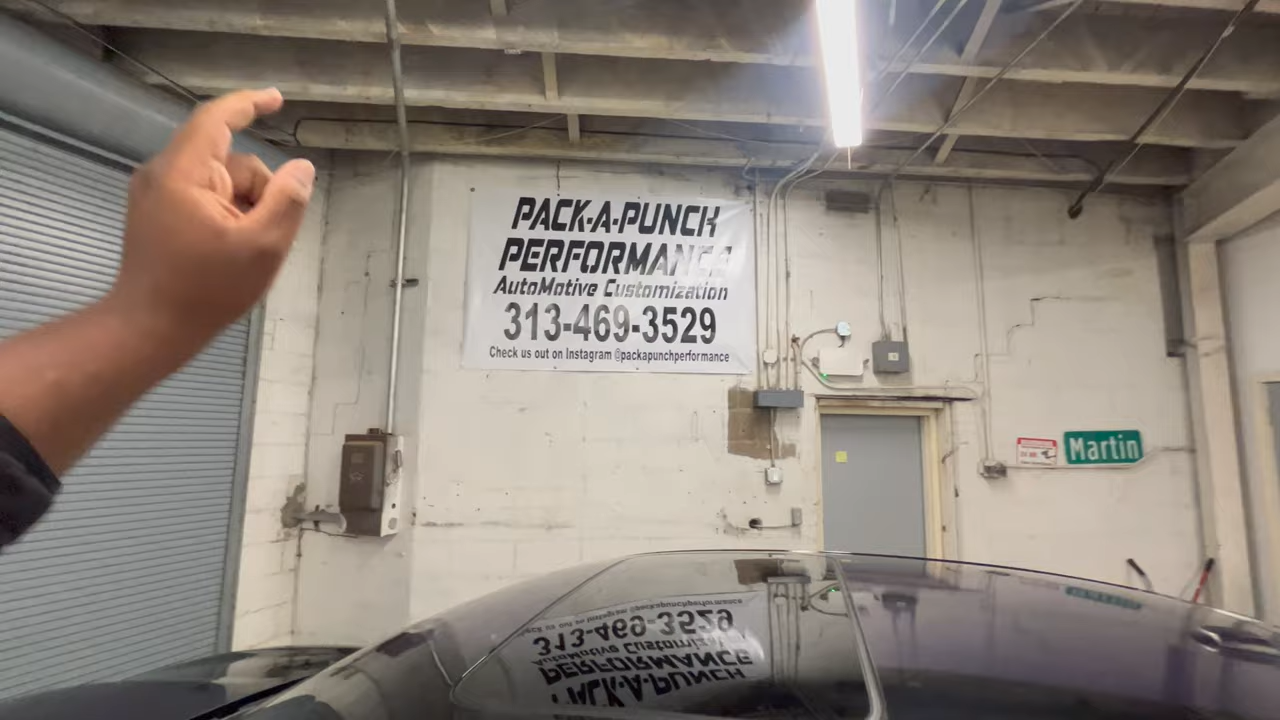 PACK-A-PUNCH
PERFORMANCE
AutoMotive Customization
313-469-3529
Check us out on Instagram @packapunchperformance
Martin